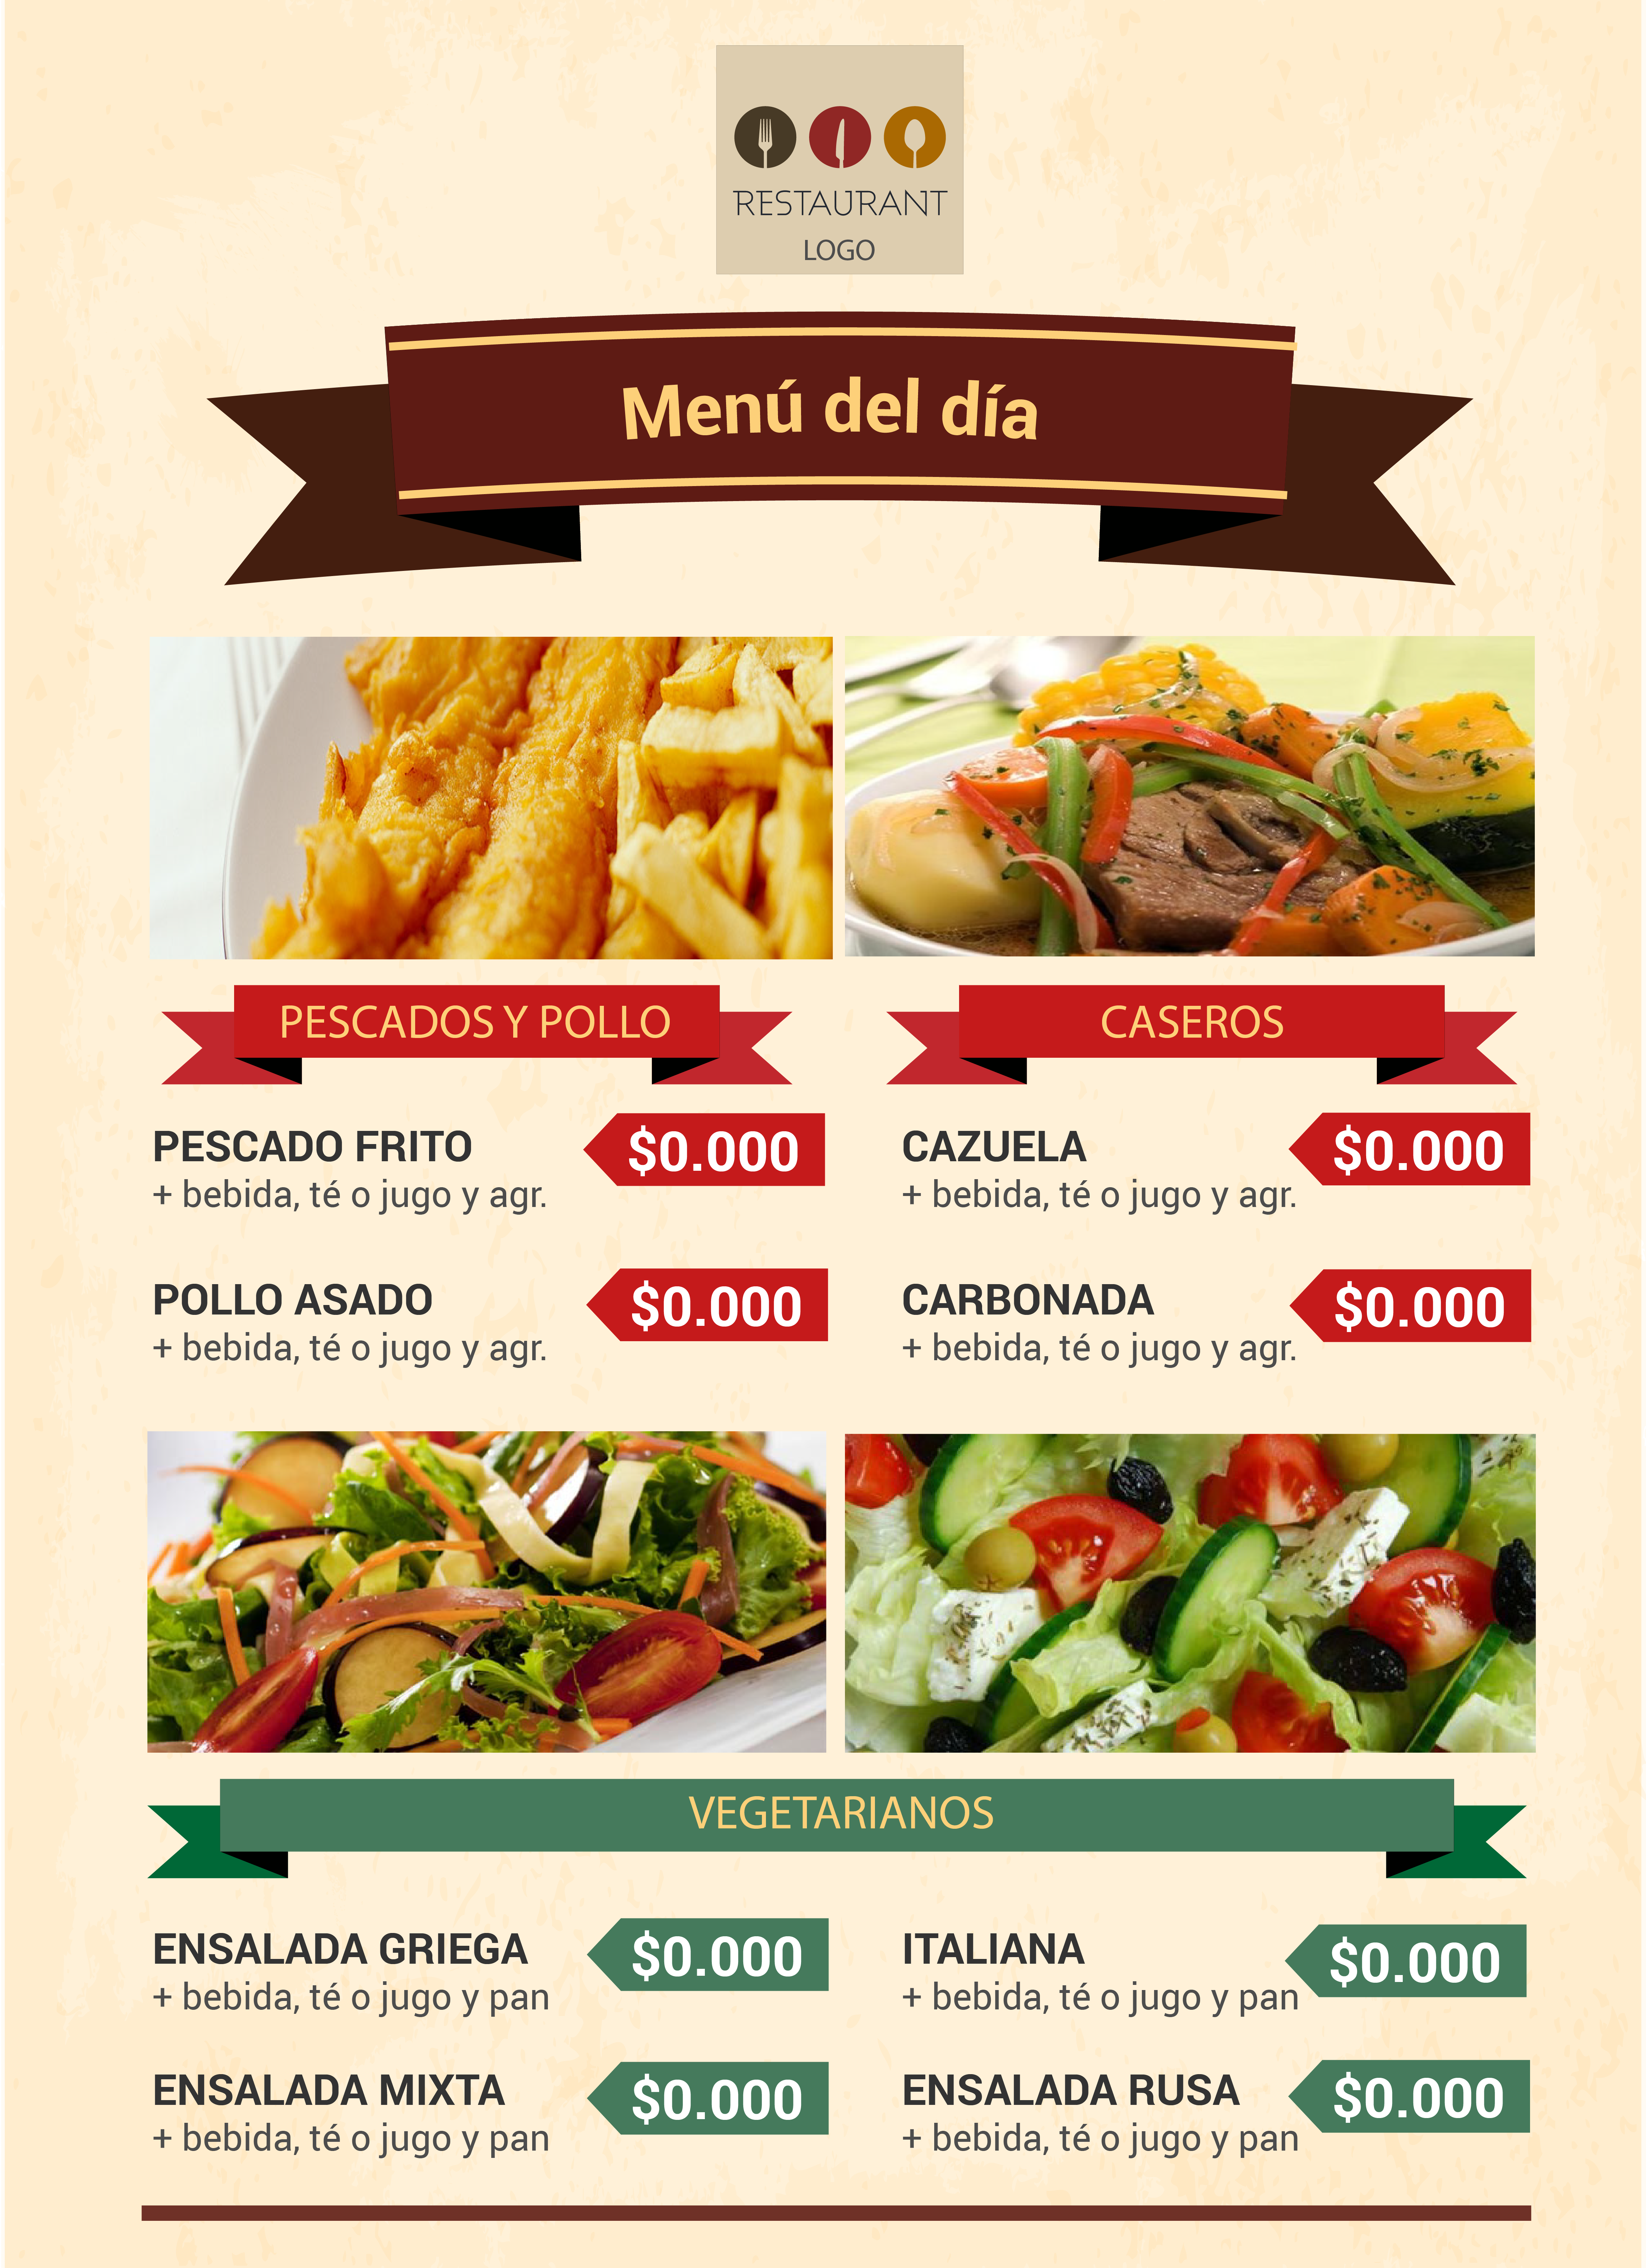 RESTAURANT
LOGO
Menú del día
PESCADOS Y POLLO
PESCADO FRITO
$0.000
+ bebida, té o jugo y agr.
POLLO ASADO
$0.000
+ bebida, té o jugo y agr.
CASEROS
CAZUELA
$0.000
+ bebida, té o jugo y agr.
CARBONADA
$0.000
+ bebida, té o jugo y agr.
VEGETARIANOS
ENSALADA GRIEGA
$0.000
+ bebida, té o jugo y pan
ENSALADA MIXTA
$0.000
+ bebida, té o jugo y pan
ITALIANA
$0.000
+ bebida, té o jugo y pan
ENSALADA RUSA
$0.000
+ bebida, té o jugo y pan